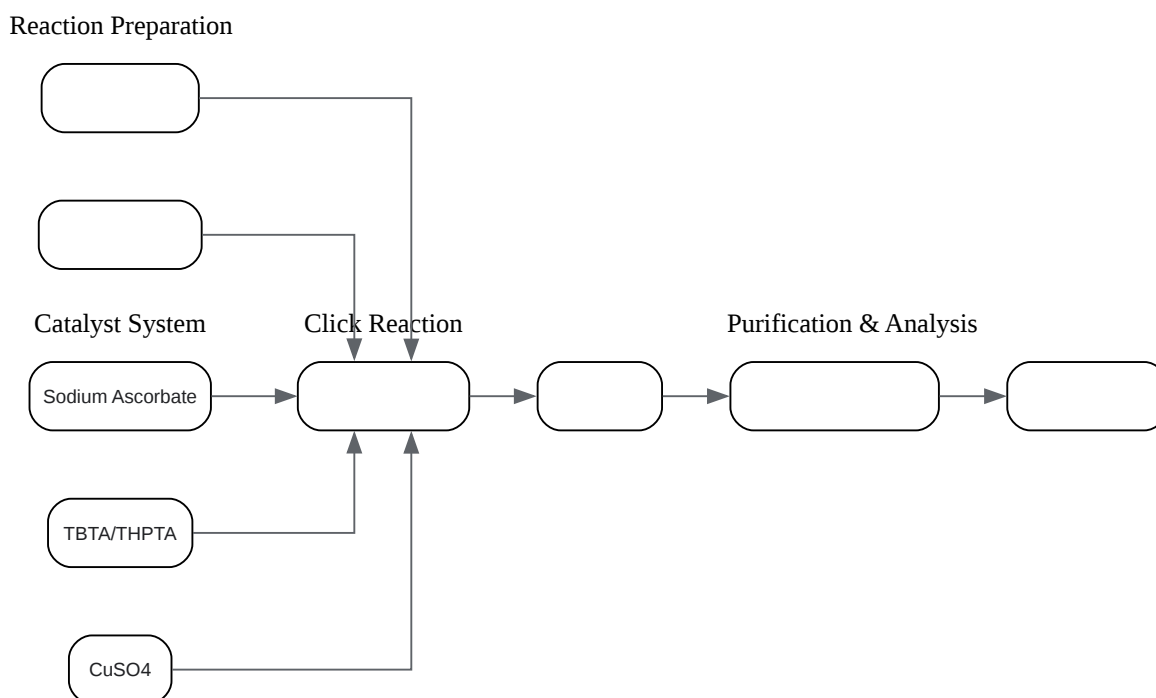 Reaction Preparation
Catalyst System
Click Reaction
Purification & Analysis
Sodium Ascorbate
TBTA/THPTA
CuSO4